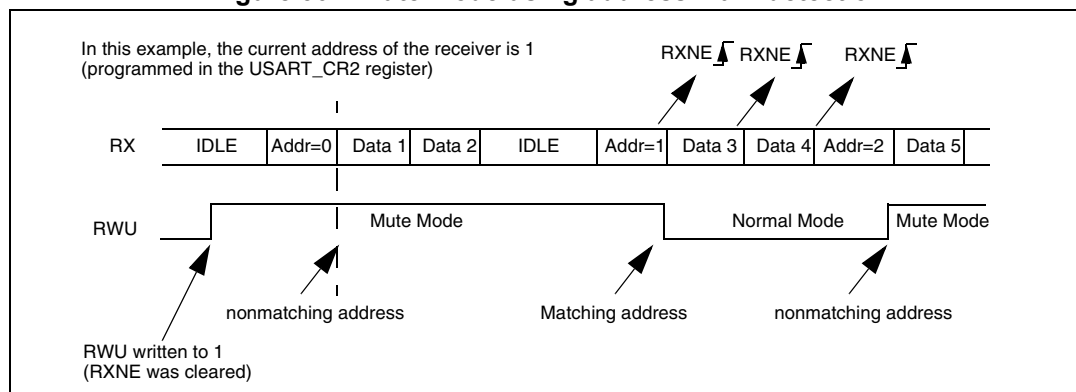 In this example, the current address of the receiver is 1
(programmed in the USART_CR2 register)
RXNE RXNE RXNE
RX IDLE Addr=0 Data 1 Data 2 IDLE Addr=1 Data 3 Data 4 Addr=2 Data 5
RWU Mute Mode Normal Mode Mute Mode
nonmatching address Matching address nonmatching address
RWU written to 1
(RXNE was cleared)